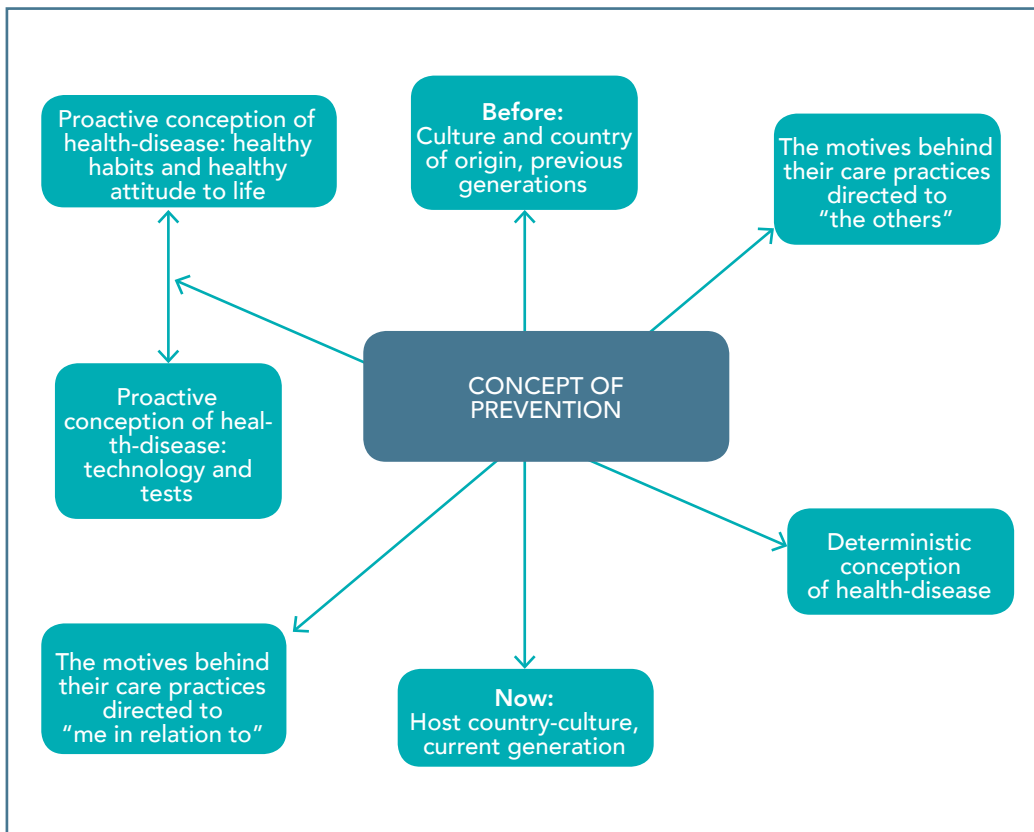 Proactive conception of
health-disease: healthy
habits and healthy
attitude to life
Before:
Culture and country
of origin, previous
generations
The motives behind
their care practices
directed to
“the others”
CONCEPT OF
PREVENTION
Proactive
conception of heal-
th-disease:
technology and
tests
Deterministic
conception
of health-disease
The motives behind
their care practices
directed to
“me in relation to”
Now:
Host country-culture,
current generation